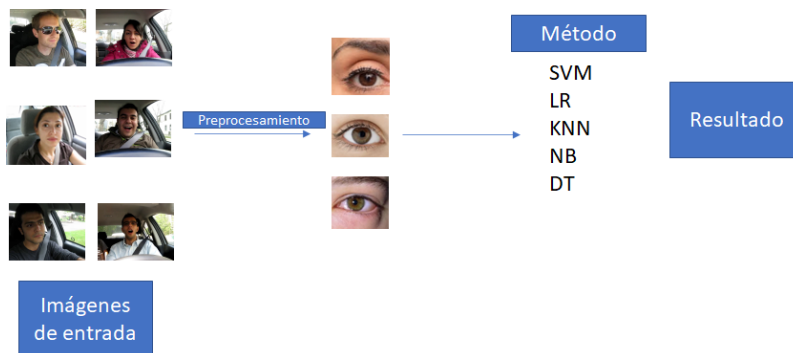 Método
SVM
LR
KNN
NB
DT
Preprocesamiento
Resultado
Imágenes
de entrada